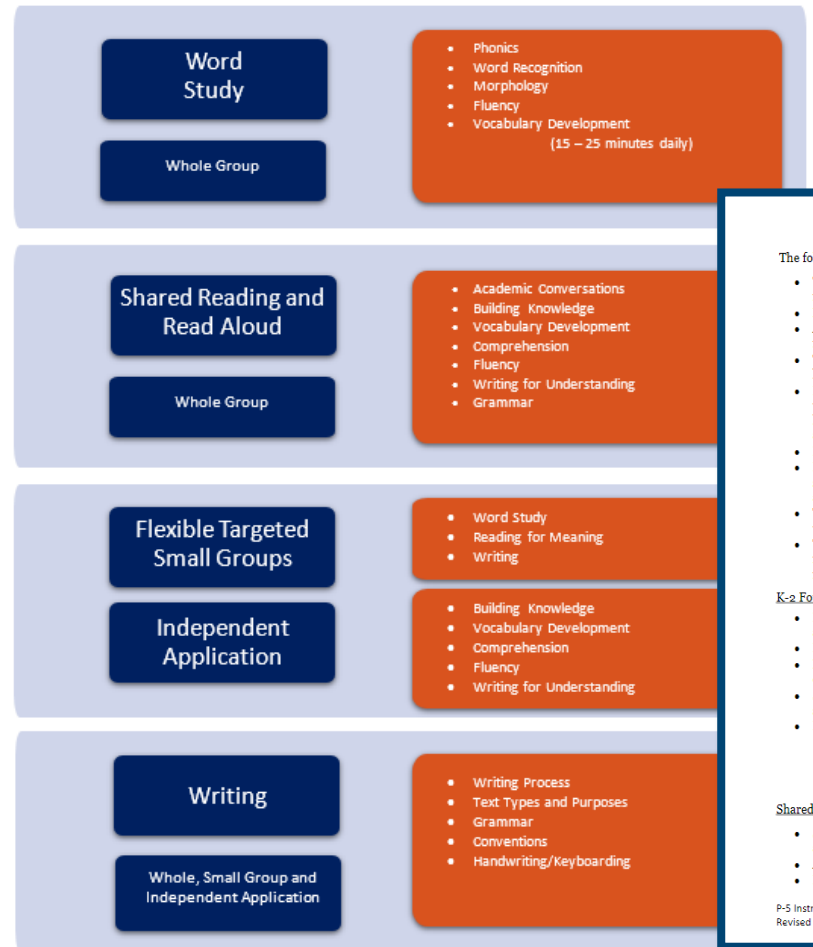 Word
Study
Whole Group
• Phonics
• Word Recognition
• Morphology
• Fluency
• Vocabulary Development
(15 – 25 minutes daily)
Shared Reading and
Read Aloud
Whole Group
• Academic Conversations
• Building Knowledge
• Vocabulary Development
• Comprehension
• Fluency
• Writing for Understanding
• Grammar
Flexible Targeted
Small Groups
• Word Study
• Reading for Meaning
• Writing
Independent
Application
• Building Knowledge
• Vocabulary Development
• Comprehension
• Fluency
• Writing for Understanding
Writing
Whole, Small Group and
Independent Application
• Writing Process
• Text Types and Purposes
• Grammar
• Conventions
• Handwriting/Keyboarding
The fo
K-2 Fo
Shared
P-5 Instr
Revised